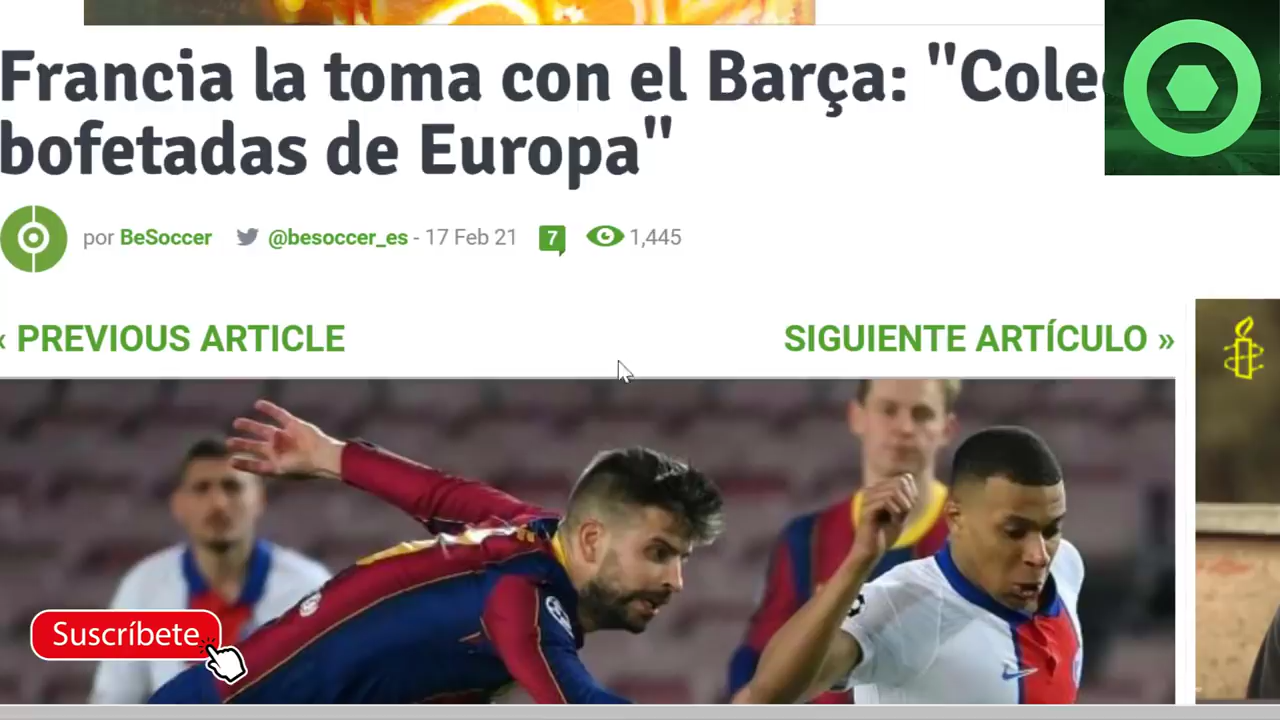 Francia la toma con el Barça: "Cole
bofetadas de Europa"
por BeSoccer @besoccer_es - 17 Feb 21 7 1,445
« PREVIOUS ARTICLE SIGUIENTE ARTÍCULO »
Suscríbete